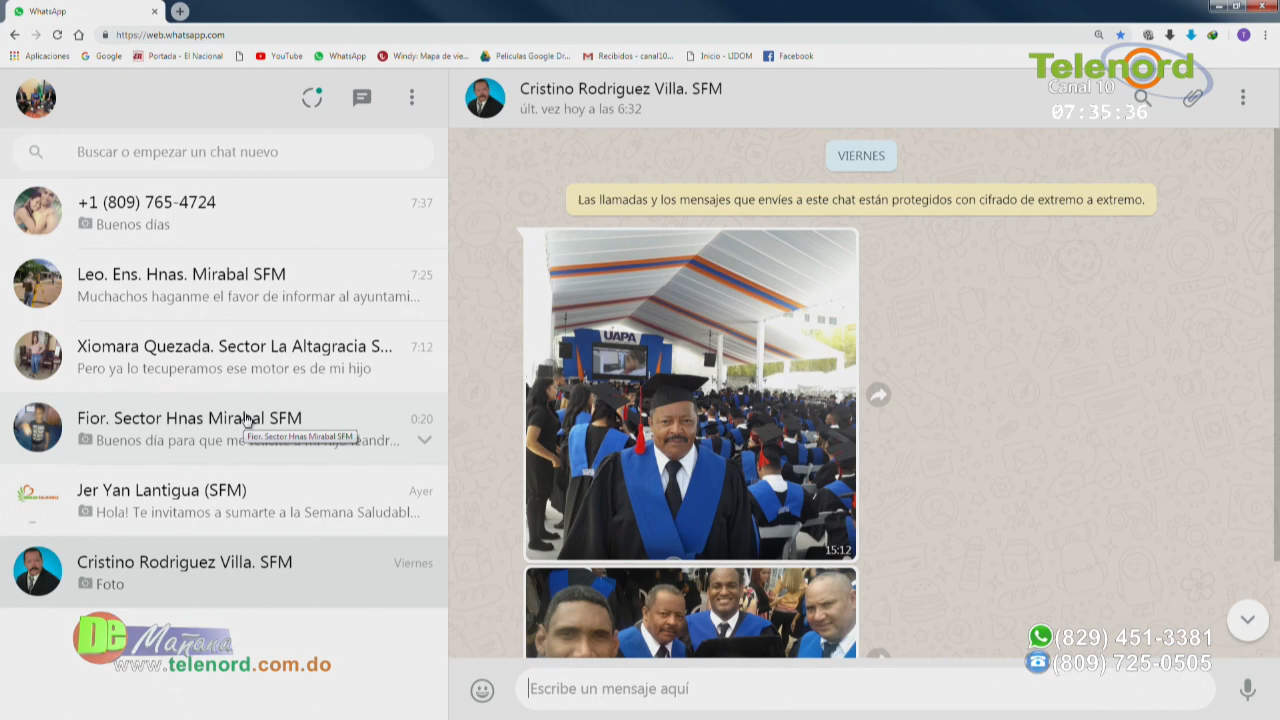 WhatsApp
https://web.whatsapp.com
Aplicaciones Google Portada - El Nacional YouTube WhatsApp Windy: Mapa de vie... Películas Google Dr... Recibidos - canal10... Inicio - LIDOM Facebook
Telenord
Canal 10
07:35:36
Cristino Rodriguez Villa. SFM
últ. vez hoy a las 6:32
Buscar o empezar un chat nuevo
+1 (809) 765-4724 7:37
Buenos días
Leo. Ens. Hnas. Mirabal SFM 7:25
Muchachos haganme el favor de informar al ayuntami...
Xiomara Quezada. Sector La Altagracia S... 7:12
Pero ya lo tecuperamos ese motor es de mi hijo
Fior. Sector Hnas Mirabal SFM 0:20
Buenos día para que me
Fior. Sector Hnas Mirabal SFM
Jer Yan Lantigua (SFM) Ayer
Hola! Te invitamos a sumarte a la Semana Saludabl...
Cristino Rodriguez Villa. SFM Viernes
Foto
VIERNES
Las llamadas y los mensajes que envíes a este chat están protegidos con cifrado de extremo a extremo.
UAPA
15:12
De Mañana
www.telenord.com.do
(829) 451-3381
(809) 725-0505
Escribe un mensaje aquí